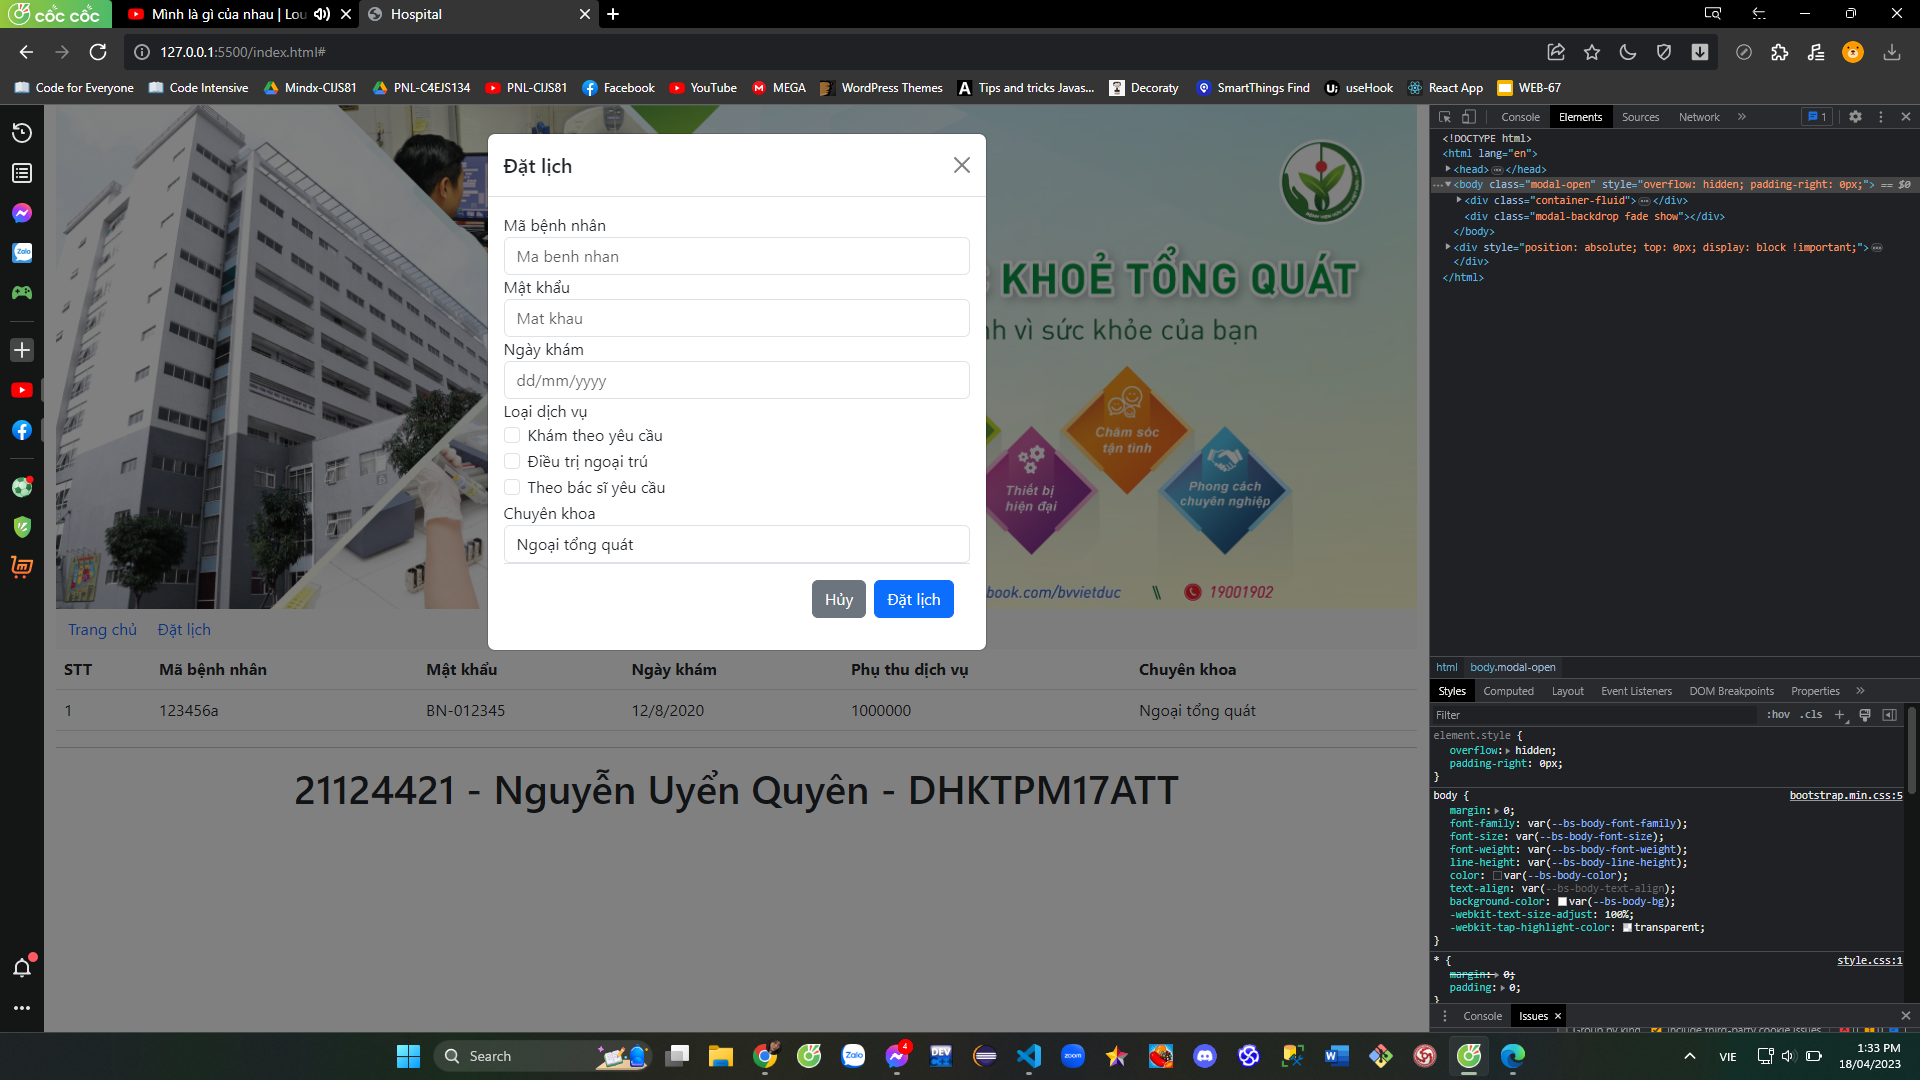 cốc cốc
Mình là gì của nhau | Lou
Hospital
127.0.0.1:5500/index.html#
Code for Everyone
Code Intensive
Mindx-CIJS81
PNL-C4EJS134
PNL-CIJS81
Facebook
YouTube
MEGA
WordPress Themes
Tips and tricks Javas...
Decoraty
SmartThings Find
useHook
React App
WEB-67
Đặt lịch
Mã bệnh nhân
Ma benh nhan
Mật khẩu
Mat khau
Ngày khám
dd/mm/yyyy
Loại dịch vụ
Khám theo yêu cầu
Điều trị ngoại trú
Theo bác sĩ yêu cầu
Chuyên khoa
Ngoại tổng quát
Hủy
Đặt lịch
KHOẺ TỔNG QUÁT
nh vì sức khỏe của bạn
Chăm sóc
tận tình
Thiết bị
hiện đại
Phong cách
chuyên nghiệp
book.com/bvvietduc \\ 19001902
Trang chủ
Đặt lịch
STT Mã bệnh nhân Mật khẩu Ngày khám Phụ thu dịch vụ Chuyên khoa
1 123456a BN-012345 12/8/2020 1000000 Ngoại tổng quát
21124421 - Nguyễn Uyển Quyên - DHKTPM17ATT
Console Elements Sources Network » 1
<!DOCTYPE html>
<html lang="en">
<head> </head>
<body class="modal-open" style="overflow: hidden; padding-right: 0px;"> == $0
<div class="container-fluid"> </div>
<div class="modal-backdrop fade show"></div>
</body>
<div style="position: absolute; top: 0px; display: block !important;">
</div>
</html>
html body.modal-open
Styles Computed Layout Event Listeners DOM Breakpoints Properties »
Filter :hov .cls
element.style {
overflow: hidden;
padding-right: 0px;
}
body { bootstrap.min.css:5
margin: 0;
font-family: var(--bs-body-font-family);
font-size: var(--bs-body-font-size);
font-weight: var(--bs-body-font-weight);
line-height: var(--bs-body-line-height);
color: var(--bs-body-color);
text-align: var(--bs-body-text-align);
background-color: var(--bs-body-bg);
-webkit-text-size-adjust: 100%;
-webkit-tap-highlight-color: transparent;
}
* { style.css:1
margin: 0;
padding: 0;
}
Console Issues
Group by kind Include third-party cookie issues
Search
Zalo
4
DEV
zoom
VIE
1:33 PM
18/04/2023